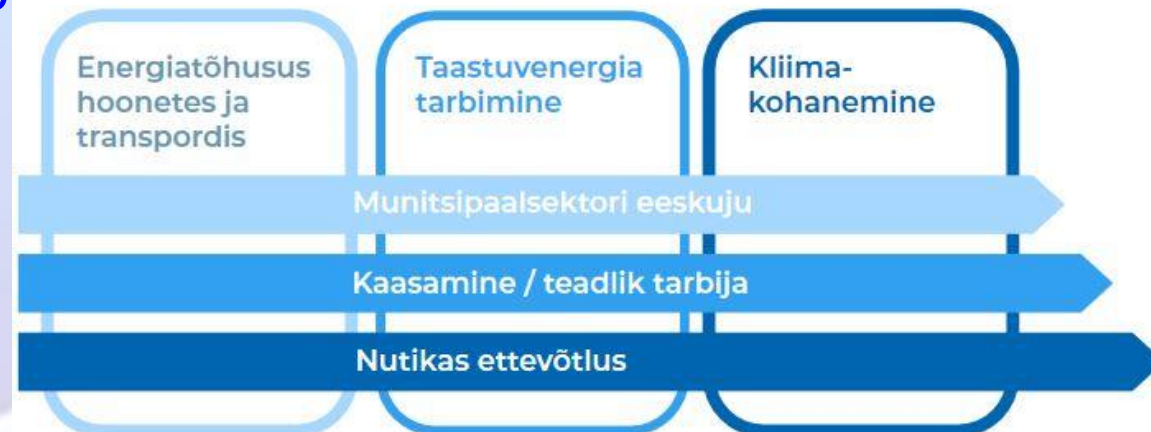 Energiatõhusus
hoonetes ja
transpordis
Taastuvenergia
tarbimine
Kliima-
kohanemine
Munitsipaalsektori eeskuju
Kaasamine / teadlik tarbija
Nutikas ettevõtlus